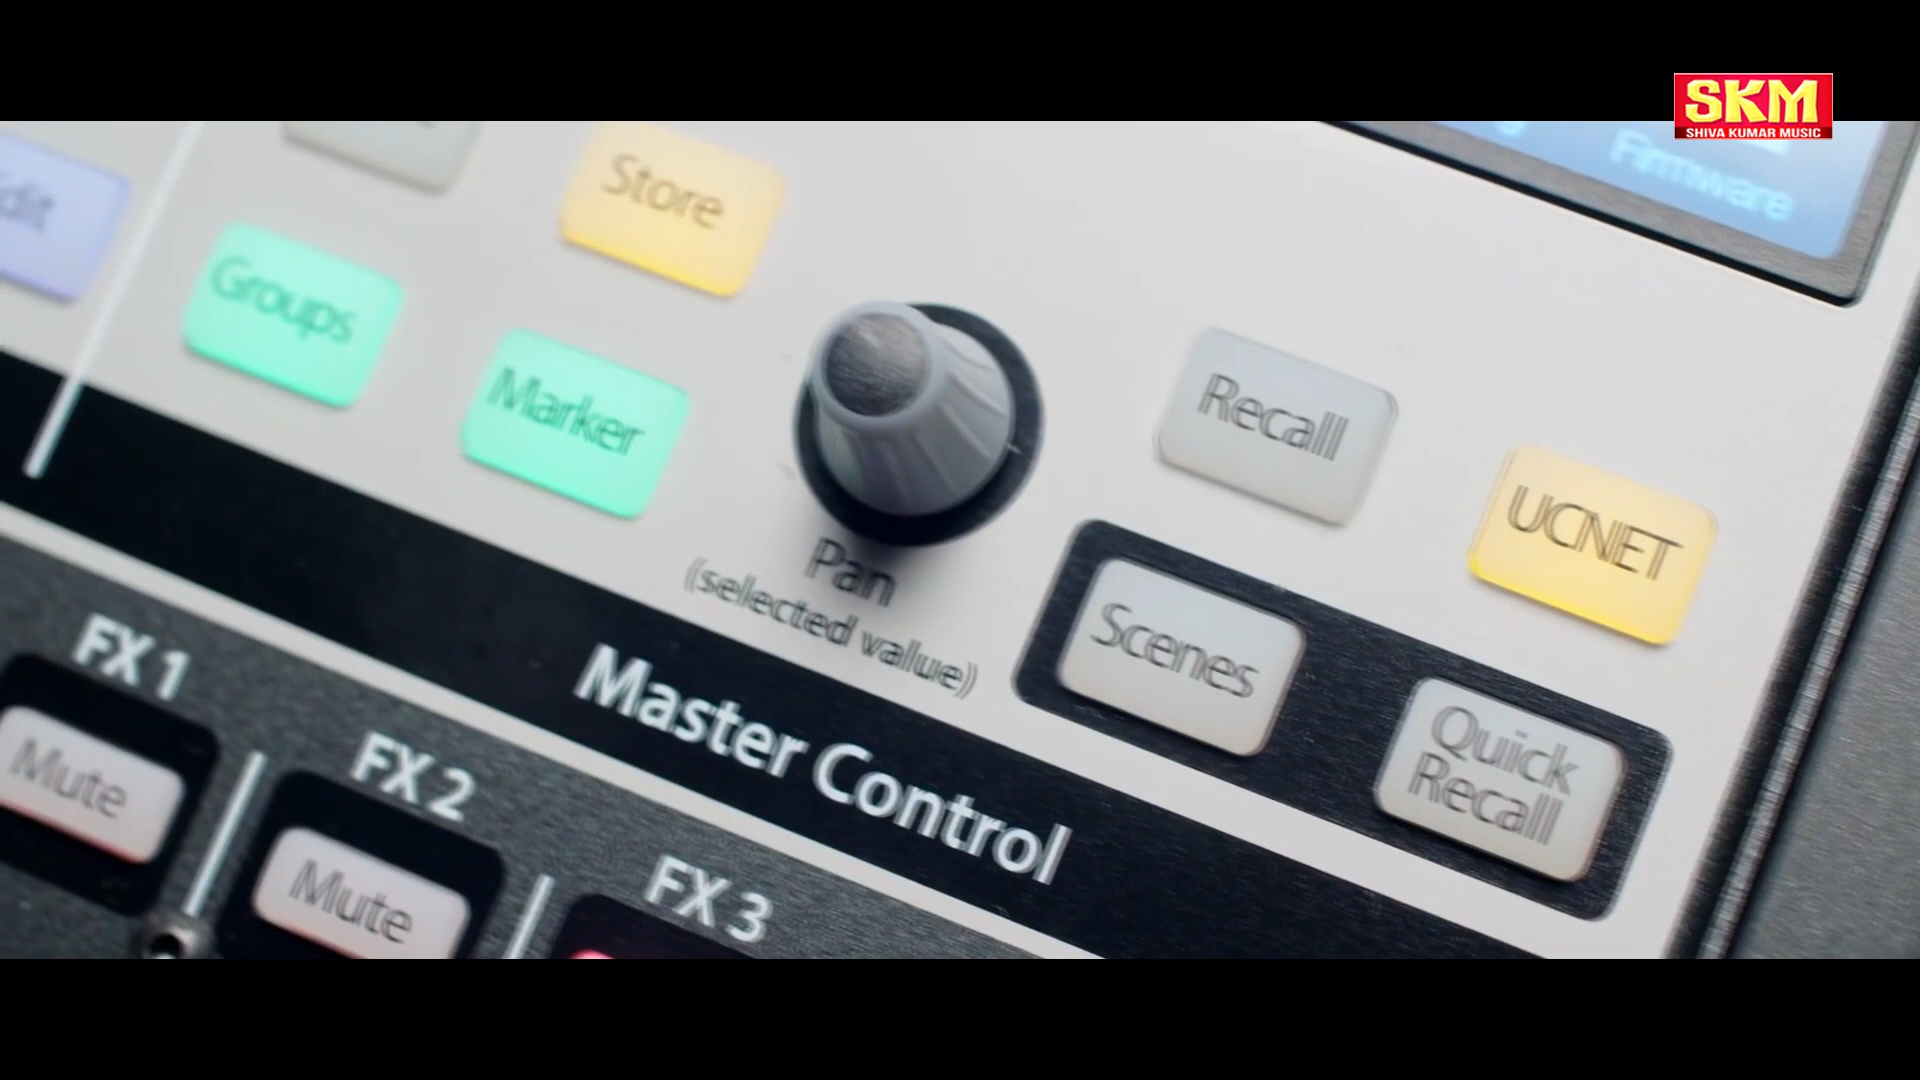 SKM
SHIVA KUMAR MUSIC
Firmware
Store
Groups
Marker
Recall
UCNET
Pan
(selected value)
Scenes
Quick
Recall
Master Control
FX 1
Mute
FX 2
Mute
FX 3